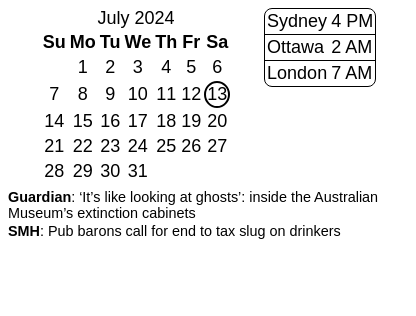 July 2024
Su Mo Tu We Th Fr Sa
1 2 3 4 5 6
7 8 9 10 11 12 13
14 15 16 17 18 19 20
21 22 23 24 25 26 27
28 29 30 31
Sydney 4 PM
Ottawa 2 AM
London 7 AM
Guardian: ‘It’s like looking at ghosts’: inside the Australian
Museum’s extinction cabinets
SMH: Pub barons call for end to tax slug on drinkers